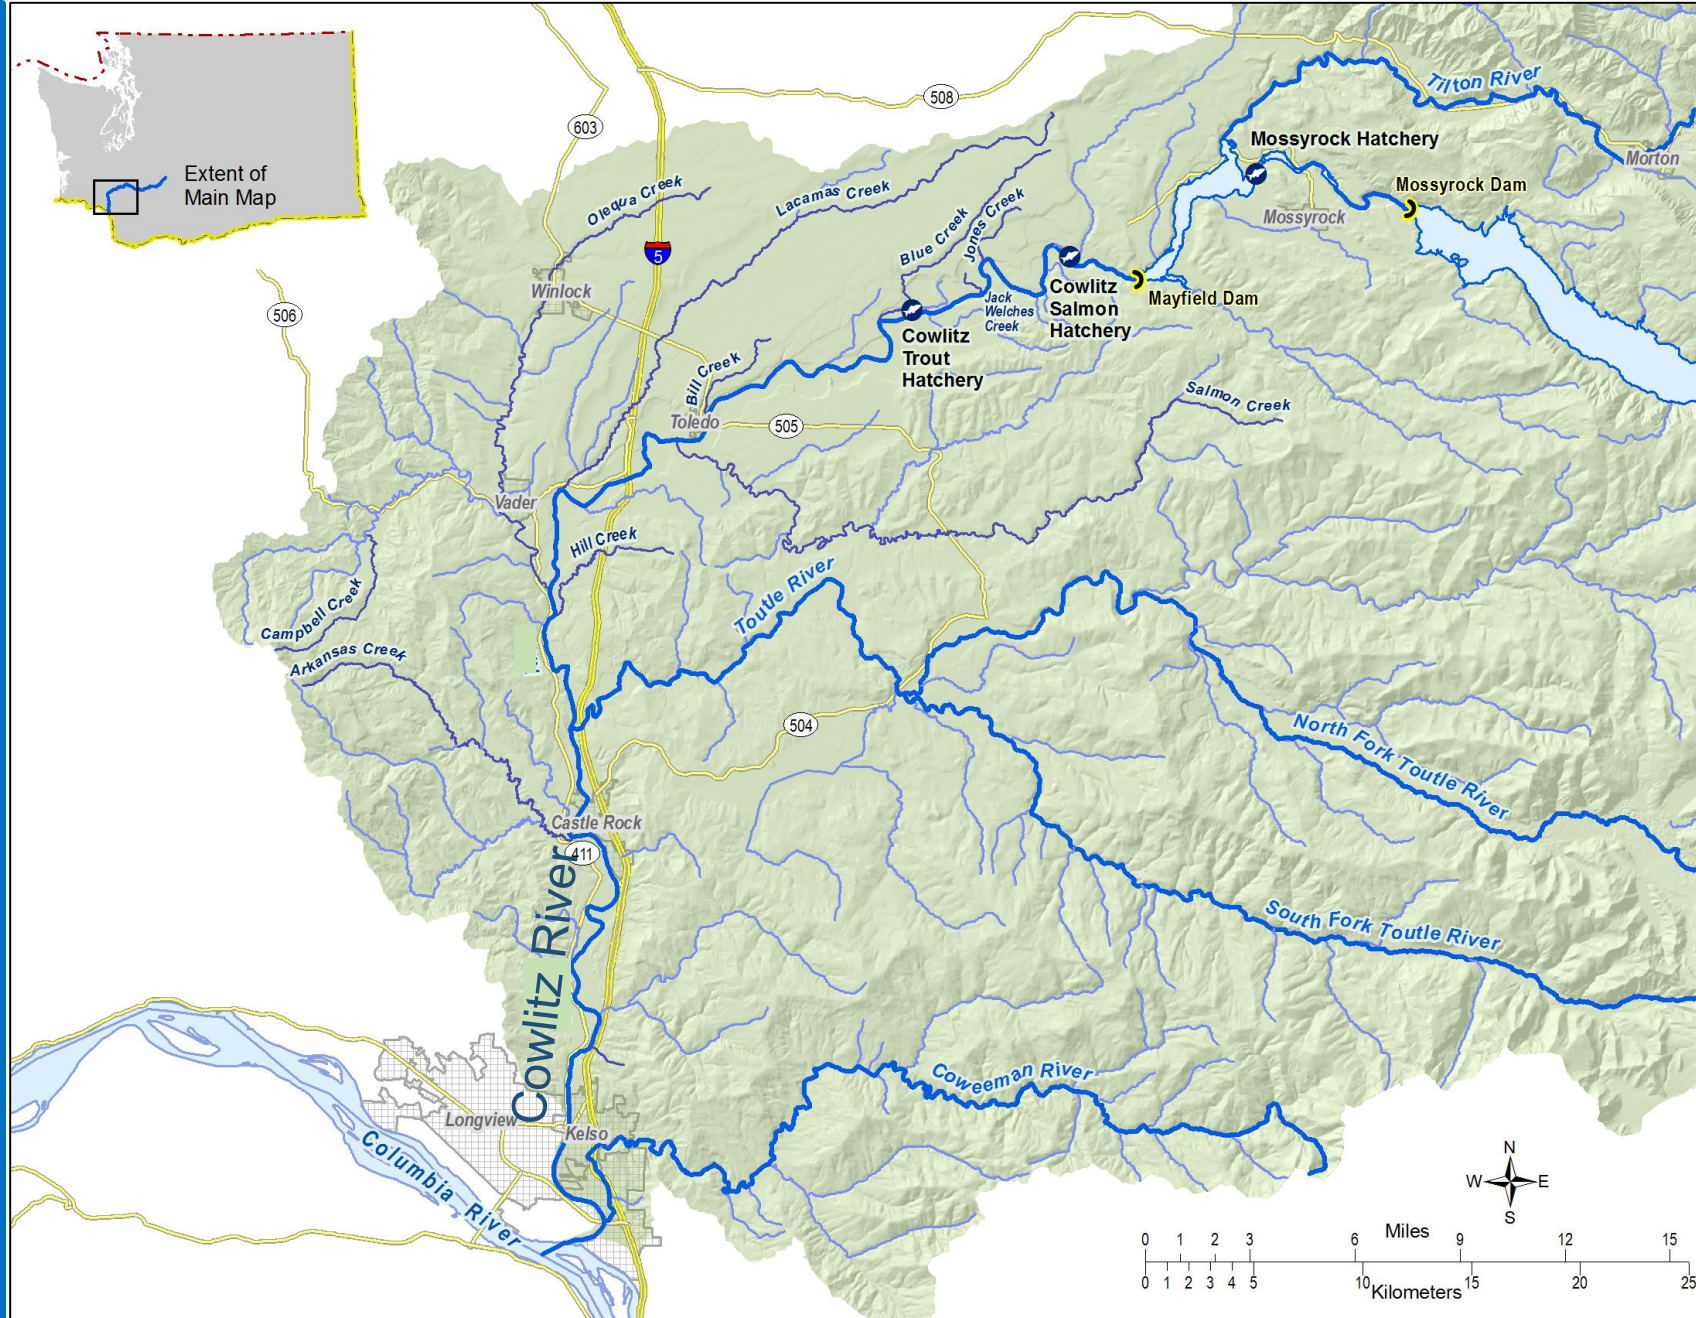 Extent of
Main Map
603
508
506
5
Tilton River
Morton
Mossyrock Hatchery
Mossyrock Dam
Mossyrock
Olequa Creek
Lacamas Creek
Blue Creek
Jones Creek
Winlock
Jack
Welches
Creek
Cowlitz
Salmon
Hatchery
Mayfield Dam
Cowlitz
Trout
Hatchery
Bill Creek
Toledo
505
Salmon Creek
Vader
Hill Creek
Toutle River
Campbell Creek
Arkansas Creek
504
North Fork Toutle River
Castle Rock
411
Cowlitz River
South Fork Toutle River
Coweeman River
Longview
Kelso
Columbia River
N
W E
S
Miles
0 1 2 3 6 9 12 15
0 1 2 3 4 5 10 15 20 25
Kilometers